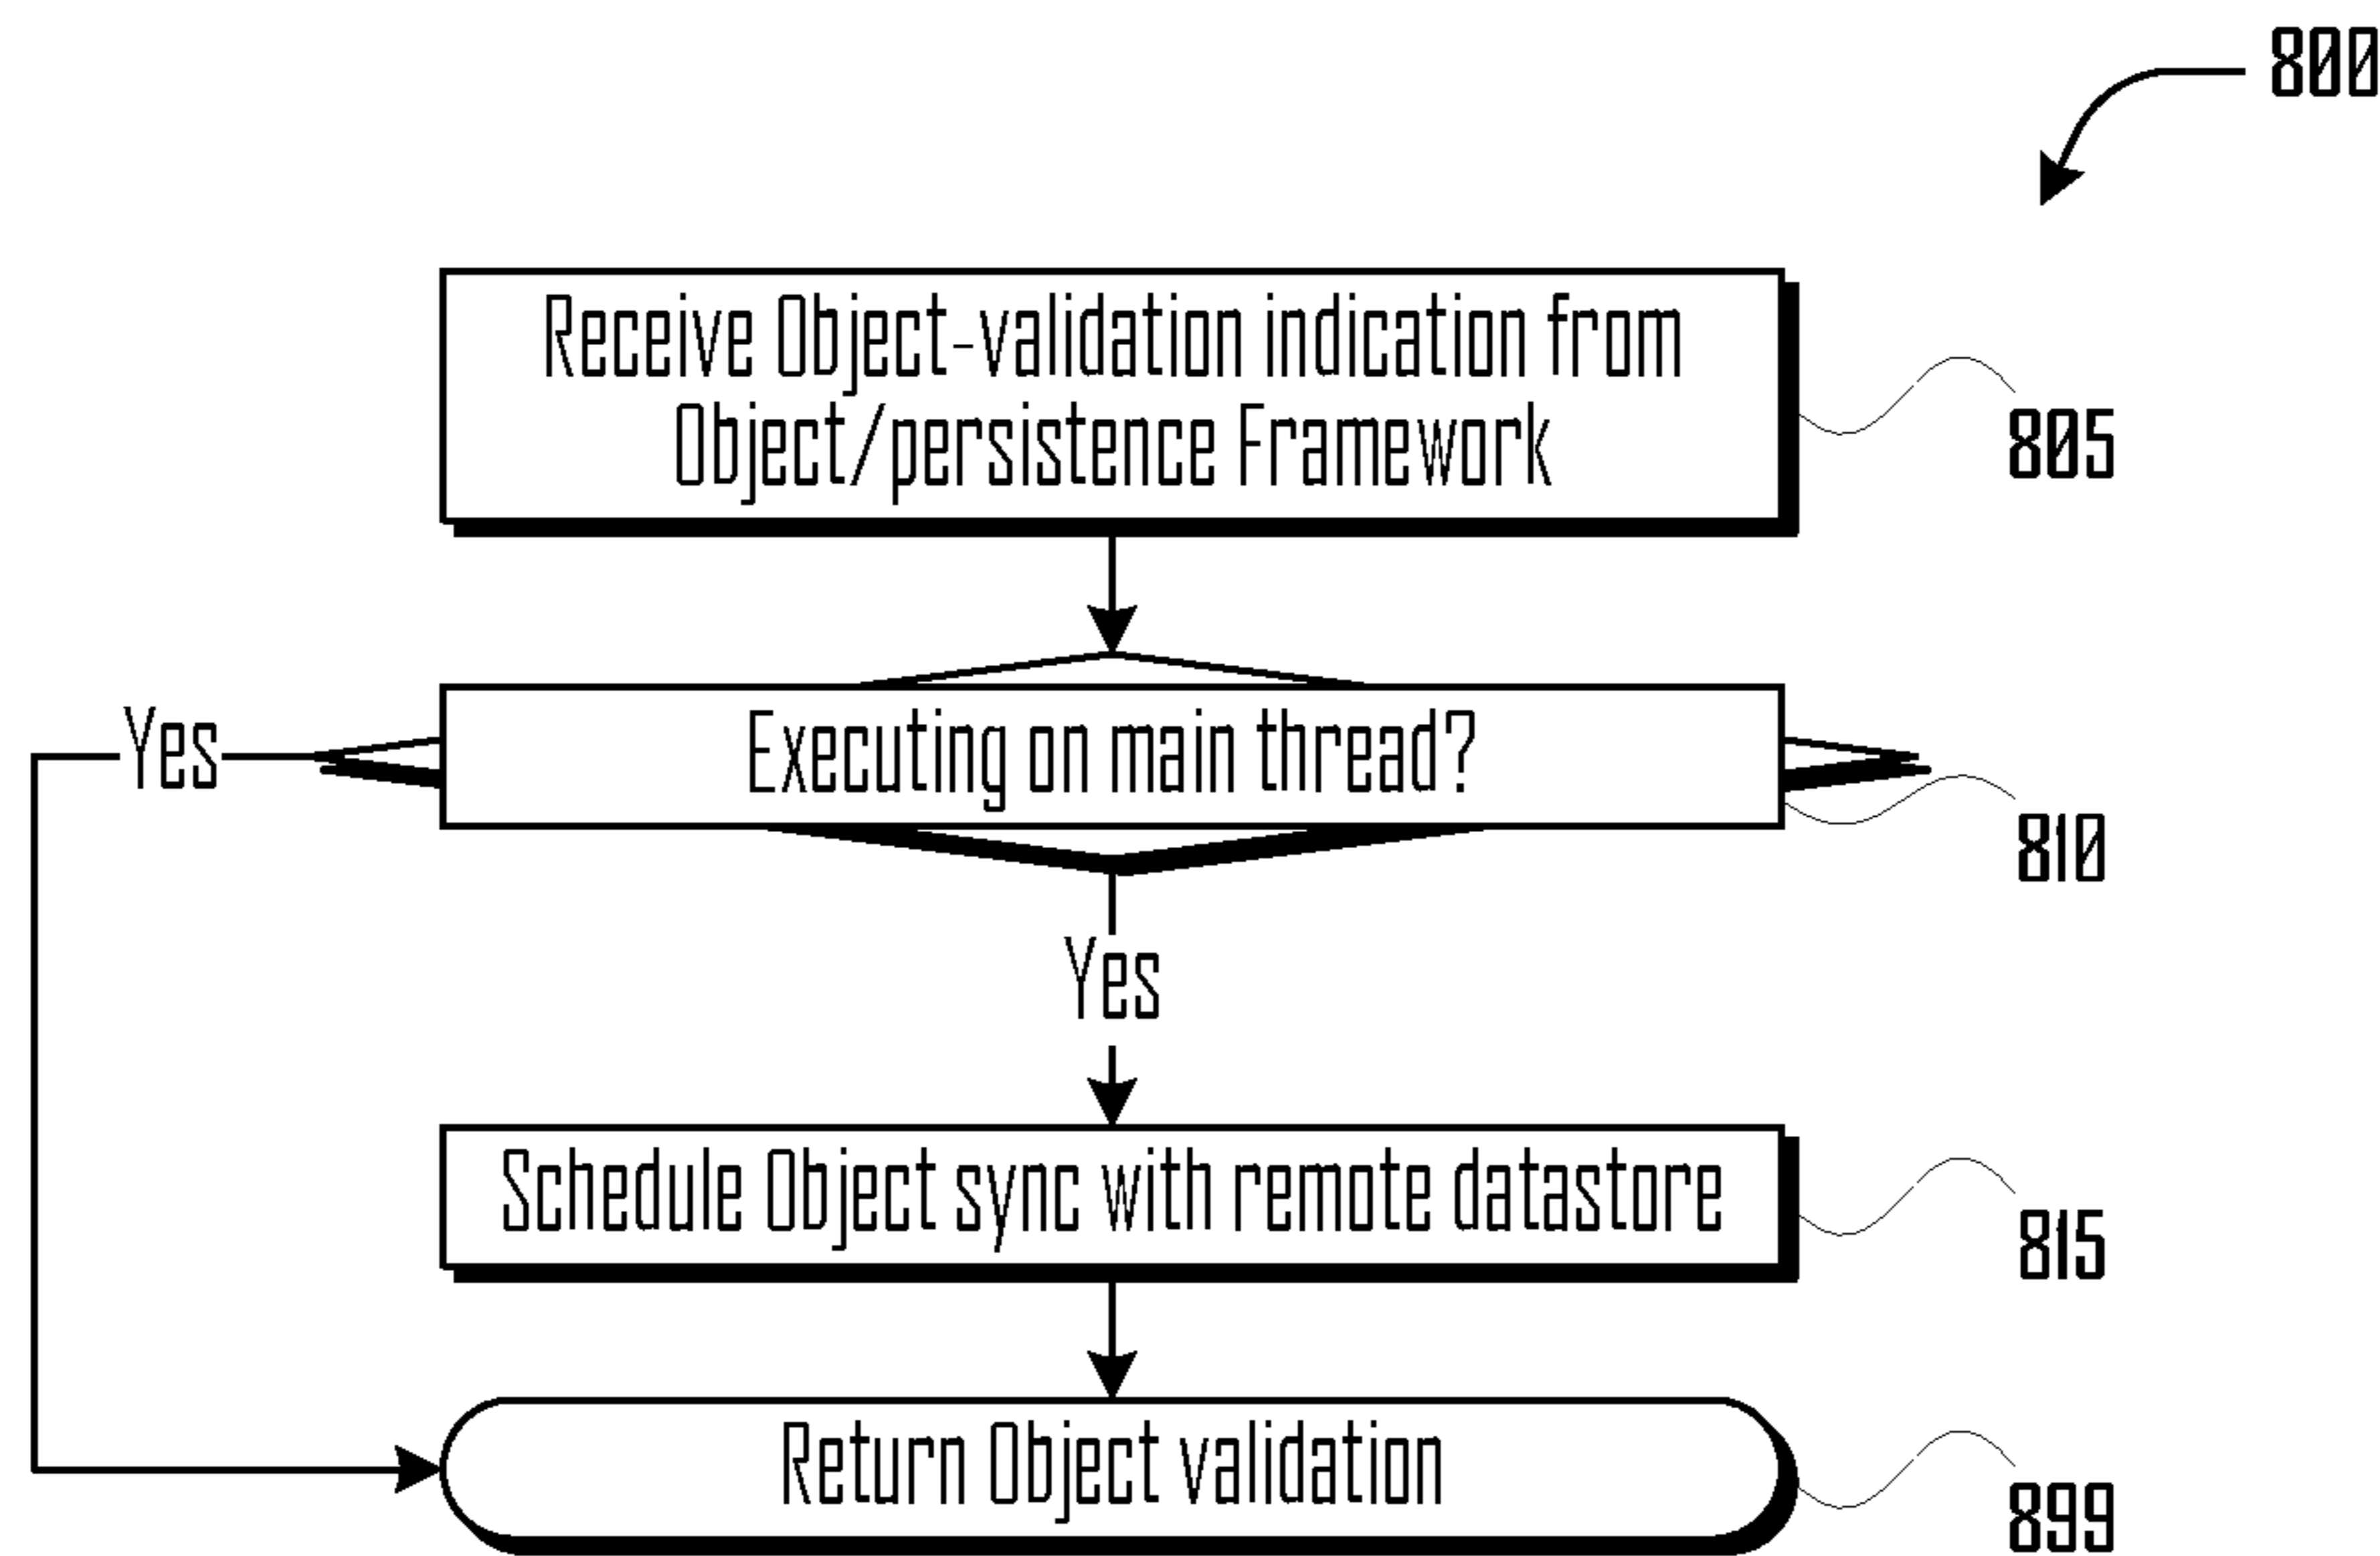 800
Receive Object-validation indication from
Object/persistence Framework
805
Yes
Executing on main thread?
810
Yes
Schedule Object sync with remote datastore
815
Return Object validation
899